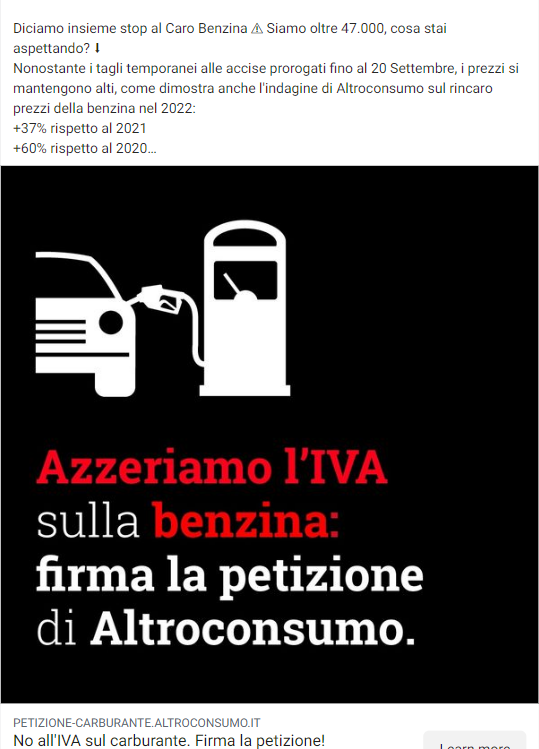 Diciamo insieme stop al Caro Benzina ⚠ Siamo oltre 47.000, cosa stai
aspettando? ⬇
Nonostante i tagli temporanei alle accise prorogati fino al 20 Settembre, i prezzi si
mantengono alti, come dimostra anche l'indagine di Altroconsumo sul rincaro
prezzi della benzina nel 2022:
+37% rispetto al 2021
+60% rispetto al 2020...
Azzeriamo l'IVA
sulla benzina:
firma la petizione
di Altroconsumo.
PETIZIONE-CARBURANTE.ALTROCONSUMO.IT
No all'IVA sul carburante. Firma la petizione!
Learn more